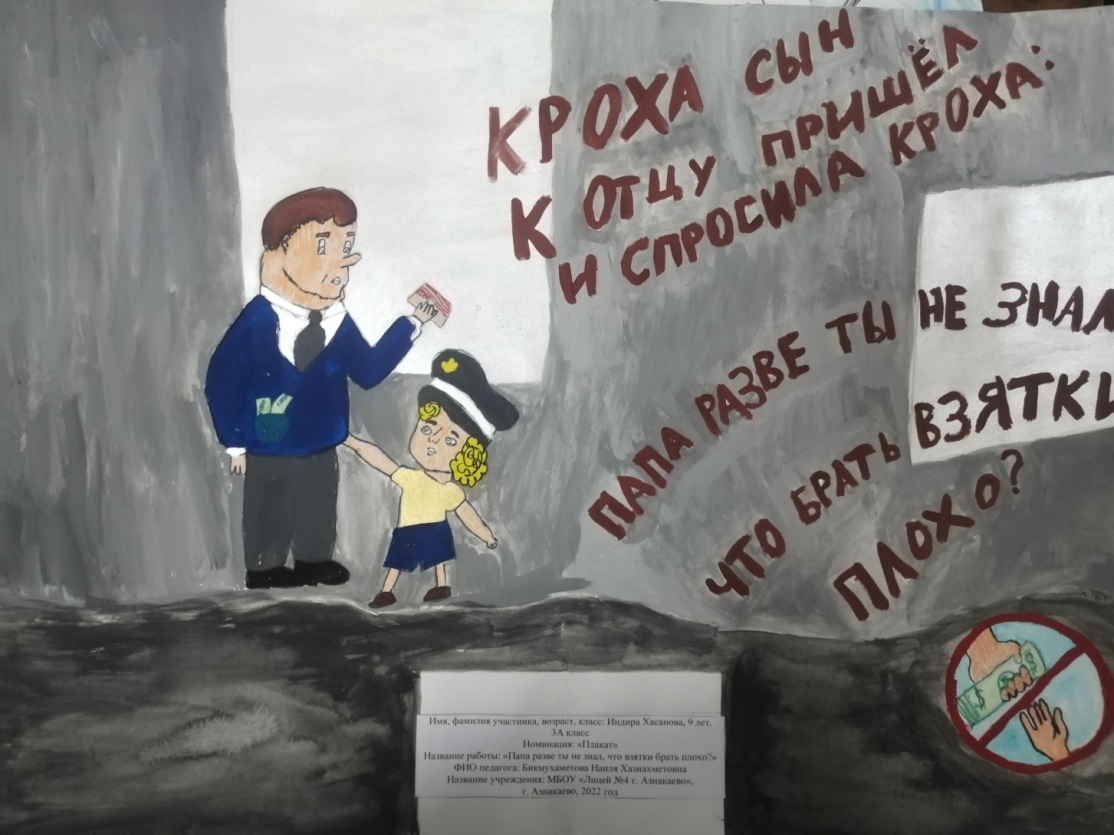 КРОХА СЫН
К ОТЦУ ПРИШЁЛ
И СПРОСИЛА КРОХА:
ПАПА РАЗВЕ ТЫ НЕ ЗНАЛ
ЧТО БРАТЬ ВЗЯТКИ
ПЛОХО?
Имя, фамилия участника, возраст, класс: Индира Хасанова, 9 лет,
3А класс
Номинация: «Плакат»
Название работы: «Папа разве ты не знал, что взятки брать плохо?»
ФИО педагога: Бикмухаметова Наиля Хазиахметовна
Название учреждения: МБОУ «Лицей №4 г. Азнакаево»,
г. Азнакаево, 2022 год